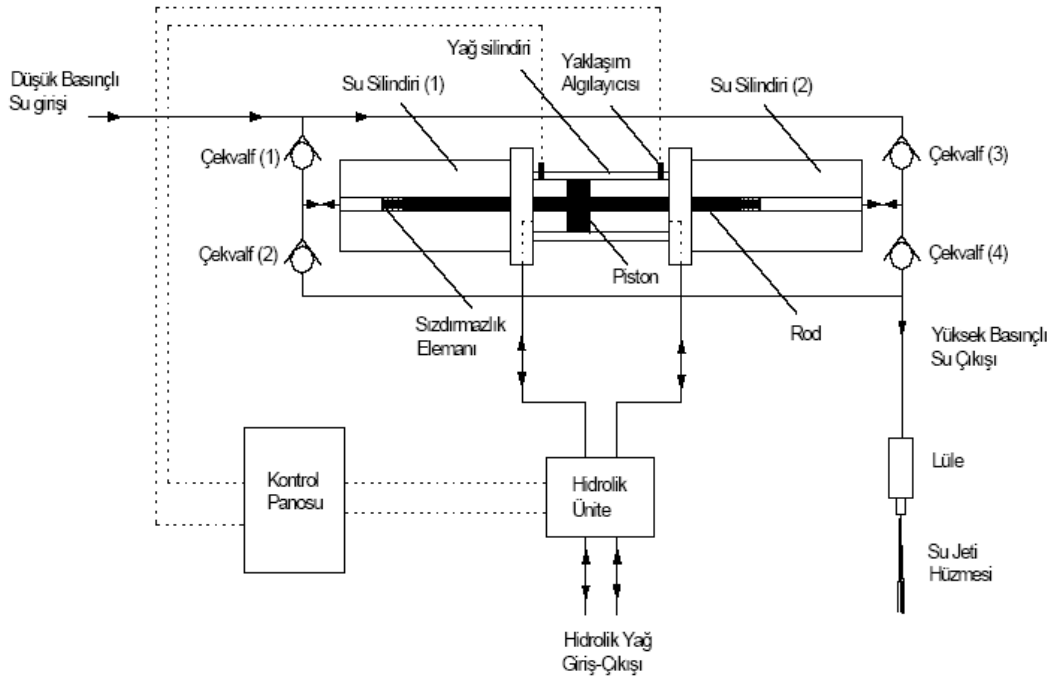 Düşük Basınçlı
Su girişi
Su Silindiri (1)
Yağ silindiri
Yaklaşım
Algılayıcısı
Su Silindiri (2)
Çekvalf (1)
Çekvalf (3)
Çekvalf (2)
Çekvalf (4)
Piston
Sızdırmazlık
Elemanı
Rod
Yüksek Basınçlı
Su Çıkışı
Kontrol
Panosu
Hidrolik
Ünite
Lüle
Su Jeti
Hüzmesi
Hidrolik Yağ
Giriş-Çıkışı